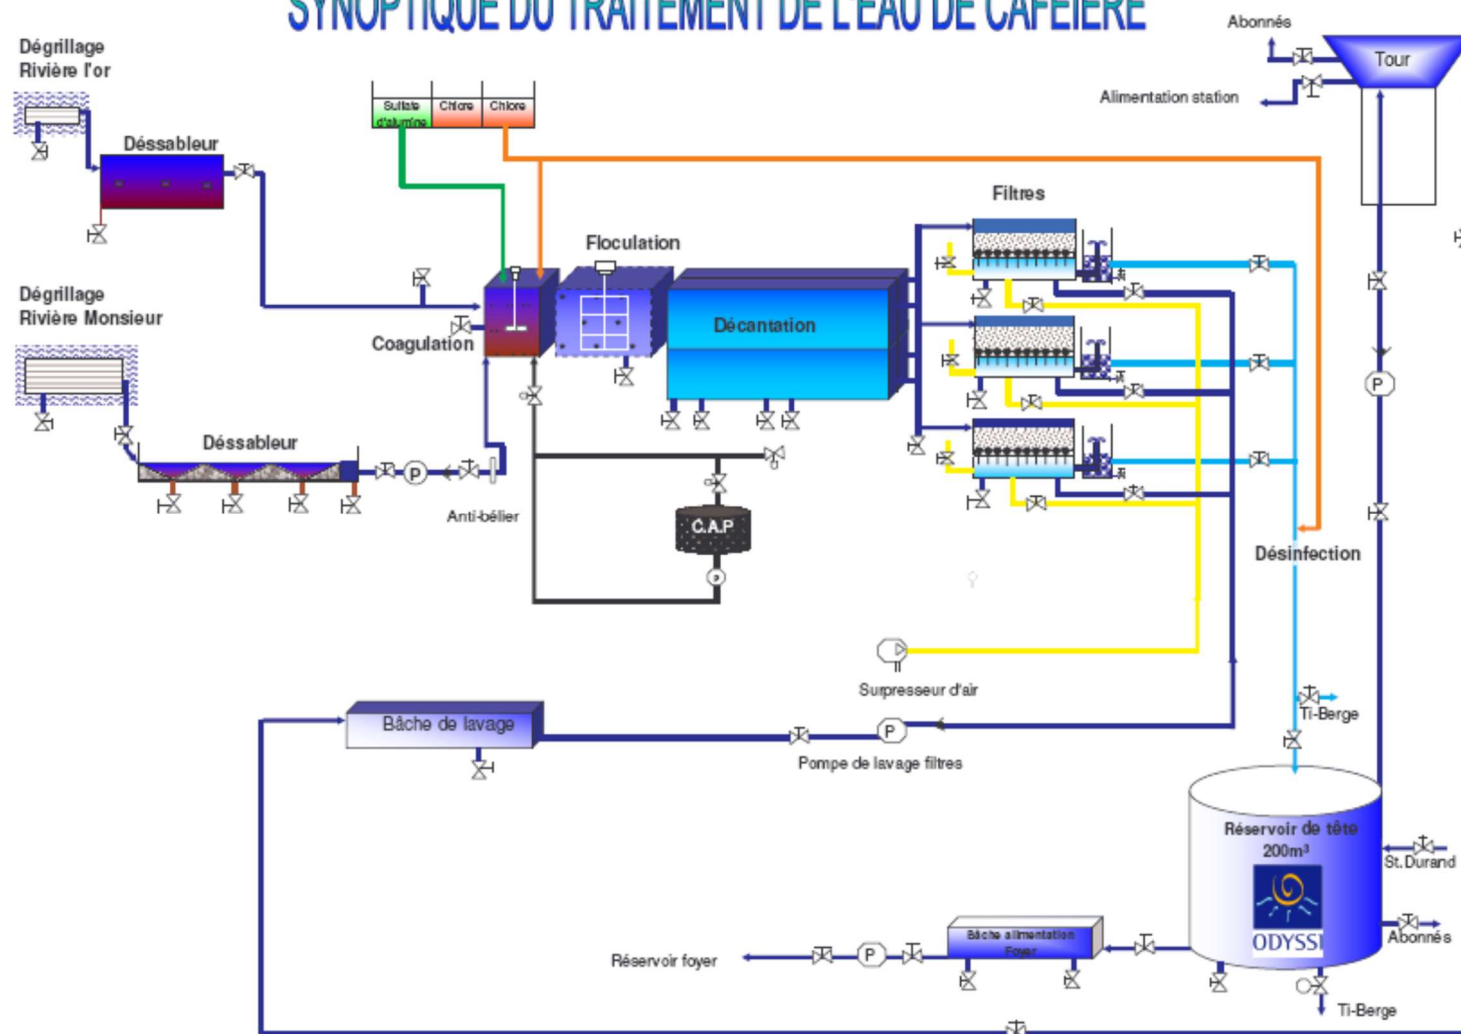 SYNOPTIQUE DU TRAITEMENT DE L'EAU DE CAFEIERE
Abonnés
Tour
Alimentation station
Dégrillage
Rivière l'or
Sulfate
d'alumine
Chlore
Chlore
Déssableur
Filtres
Floculation
Dégrillage
Rivière Monsieur
Coagulation
Décantation
P
Déssableur
P
Anti-bélier
C.A.P
P
Désinfection
Surpresseur d'air
Ti-Berge
Bâche de lavage
P
Pompe de lavage filtres
Réservoir de tête
200m³
St.Durand
ODYSSI
Abonnés
Bâche alimentation
Foyer
Réservoir foyer
P
Ti-Berge